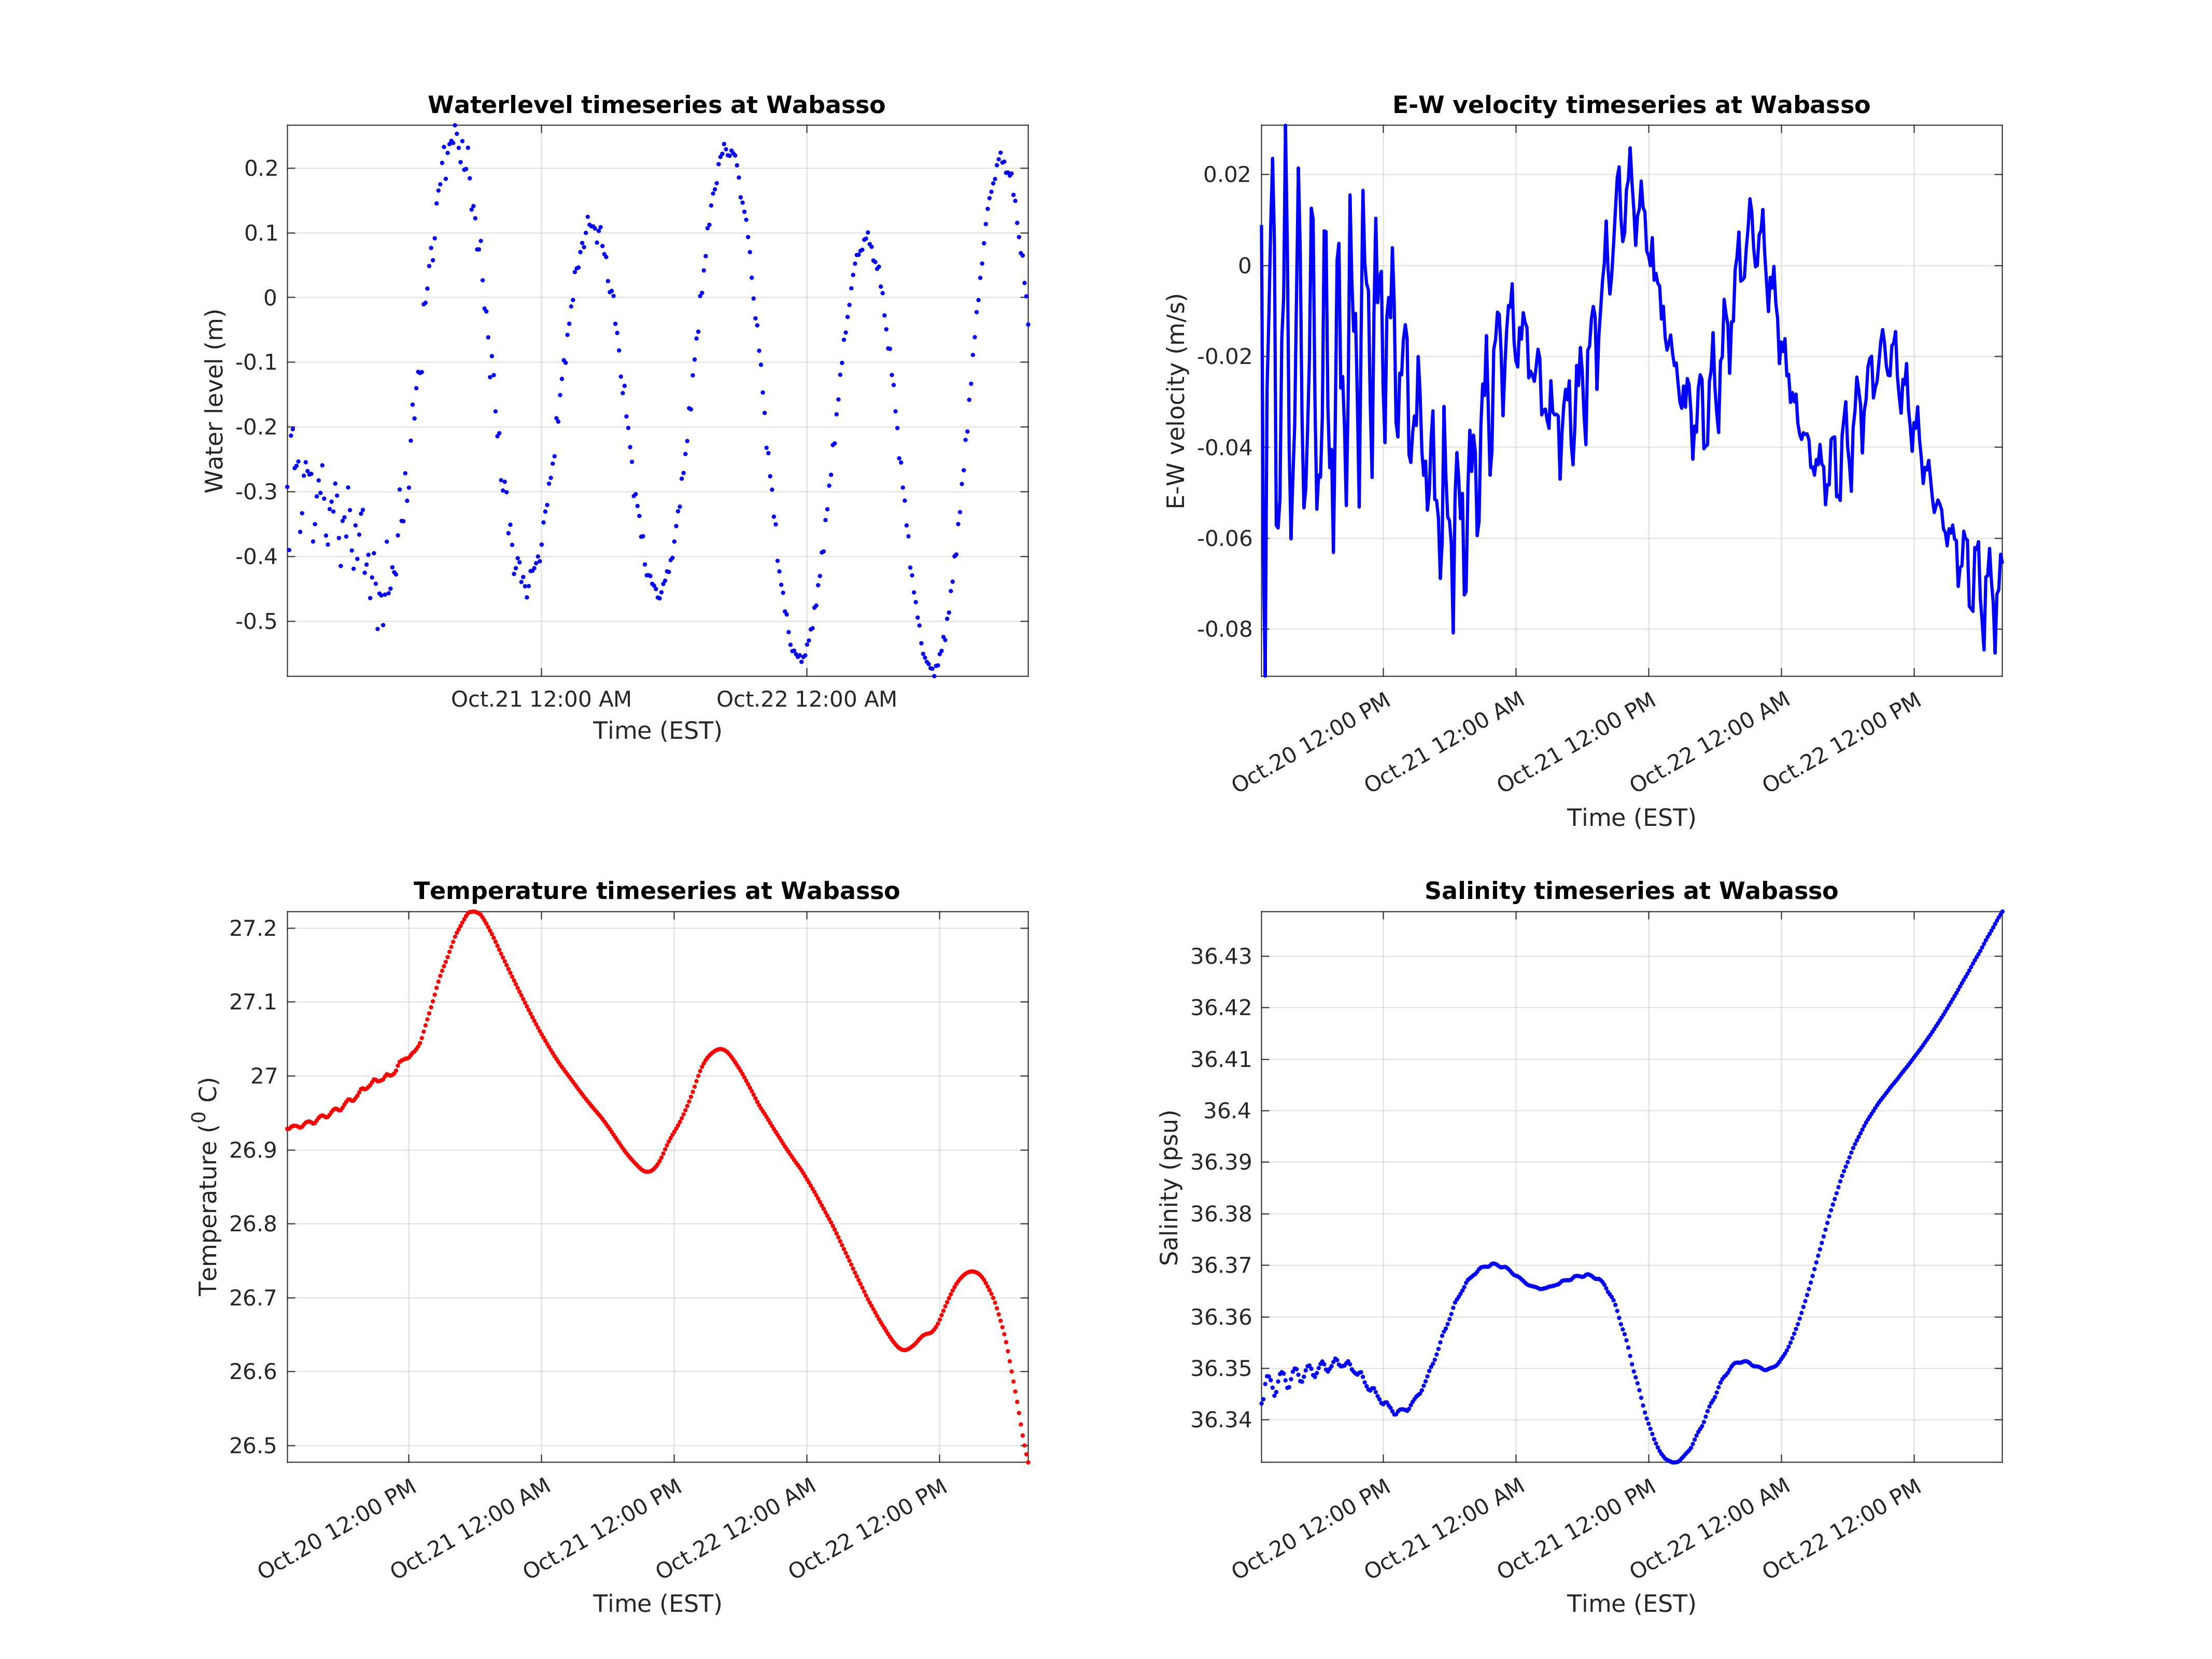 Waterlevel timeseries at Wabasso
0.2
0.1
0
-0.1
-0.2
-0.3
-0.4
-0.5
Water level (m)
Oct.21 12:00 AM
Oct.22 12:00 AM
Time (EST)
E-W velocity timeseries at Wabasso
0.02
0
-0.02
-0.04
-0.06
-0.08
E-W velocity (m/s)
Oct.20 12:00 PM
Oct.21 12:00 AM
Oct.21 12:00 PM
Oct.22 12:00 AM
Oct.22 12:00 PM
Time (EST)
Temperature timeseries at Wabasso
27.2
27.1
27
26.9
26.8
26.7
26.6
26.5
Temperature (⁰ C)
Oct.20 12:00 PM
Oct.21 12:00 AM
Oct.21 12:00 PM
Oct.22 12:00 AM
Oct.22 12:00 PM
Time (EST)
Salinity timeseries at Wabasso
36.43
36.42
36.41
36.4
36.39
36.38
36.37
36.36
36.35
36.34
Salinity (psu)
Oct.20 12:00 PM
Oct.21 12:00 AM
Oct.21 12:00 PM
Oct.22 12:00 AM
Oct.22 12:00 PM
Time (EST)